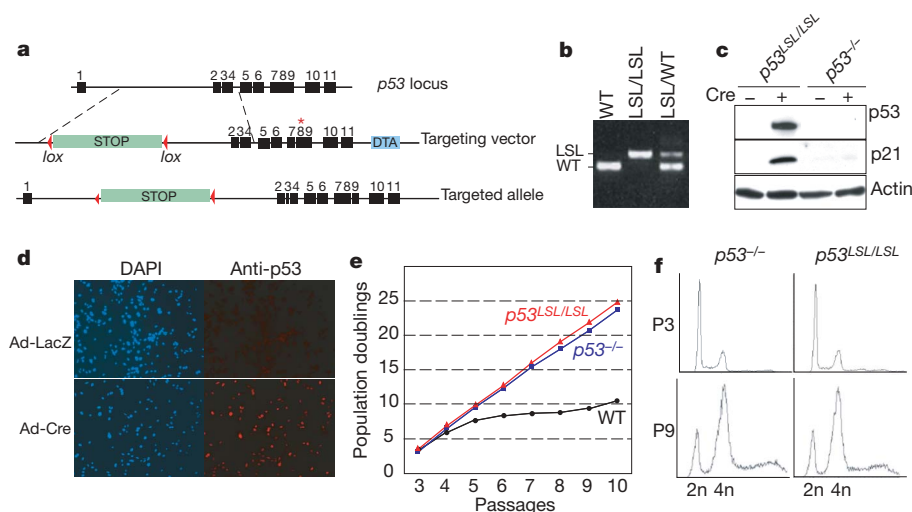 a
1 2 3 4 5 6 7 8 9 10 11
p53 locus
*
STOP 2 3 4 5 6 7 8 9 10 11 DTA Targeting vector
lox lox
1 STOP 2 3 4 5 6 7 8 9 10 11 Targeted allele
b
WT LSL/LSL LSL/WT
LSL
WT
c
p53LSL/LSL p53–/–
Cre – + – +
p53
p21
Actin
d
DAPI Anti-p53
Ad-LacZ
Ad-Cre
e
Population doublings
25
20
15
10
5
0
p53LSL/LSL
p53–/–
WT
3 4 5 6 7 8 9 10
Passages
f
p53–/– p53LSL/LSL
P3
P9
2n 4n 2n 4n